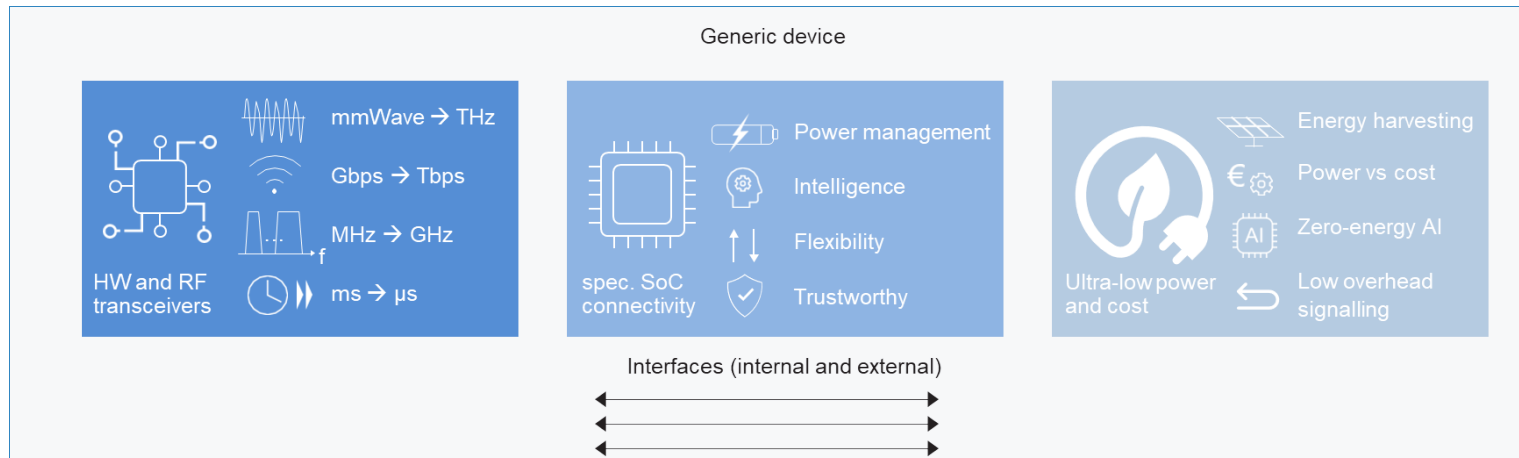 Generic device
mmWave → THz
Gbps → Tbps
MHz → GHz
f
...
ms → µs
HW and RF
transceivers
Power management
Intelligence
Flexibility
Trustworthy
spec. SoC
connectivity
Energy harvesting
€
Power vs cost
AI
Zero-energy AI
Low overhead
signalling
Ultra-low power
and cost
Interfaces (internal and external)